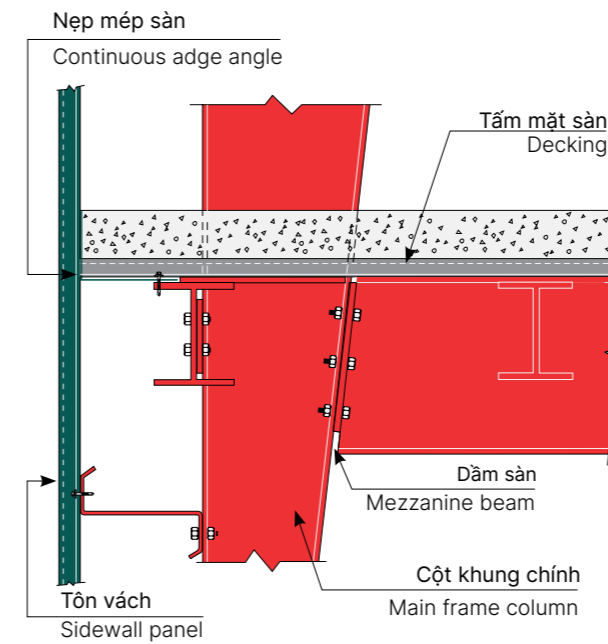 Nẹp mép sàn
Continuous adge angle
Tấm mặt sàn
Decking
Dầm sàn
Mezzanine beam
Cột khung chính
Main frame column
Tôn vách
Sidewall panel